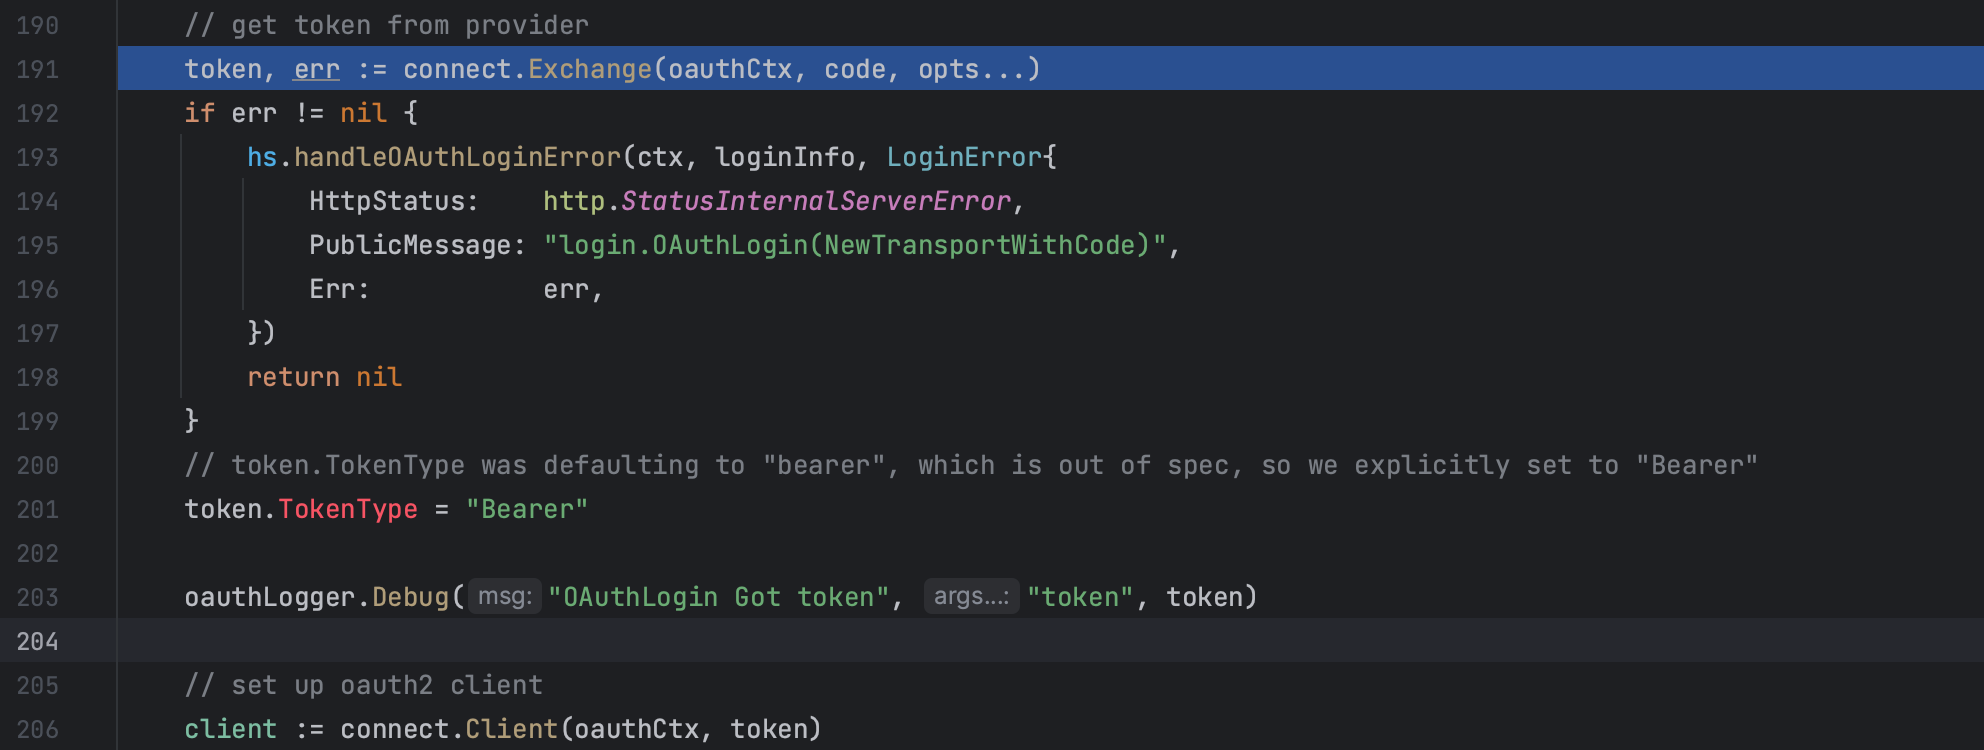 190 // get token from provider
191 token, err := connect.Exchange(oauthCtx, code, opts...)
192 if err != nil {
193 hs.handleOAuthLoginError(ctx, loginInfo, LoginError{
194 HttpStatus: http.StatusInternalServerError,
195 PublicMessage: "login.OAuthLogin(NewTransportWithCode)",
196 Err: err,
197 })
198 return nil
199 }
200 // token.TokenType was defaulting to "bearer", which is out of spec, so we explicitly set to "Bearer"
201 token.TokenType = "Bearer"
202
203 oauthLogger.Debug( msg: "OAuthLogin Got token", args...: "token", token)
204
205 // set up oauth2 client
206 client := connect.Client(oauthCtx, token)